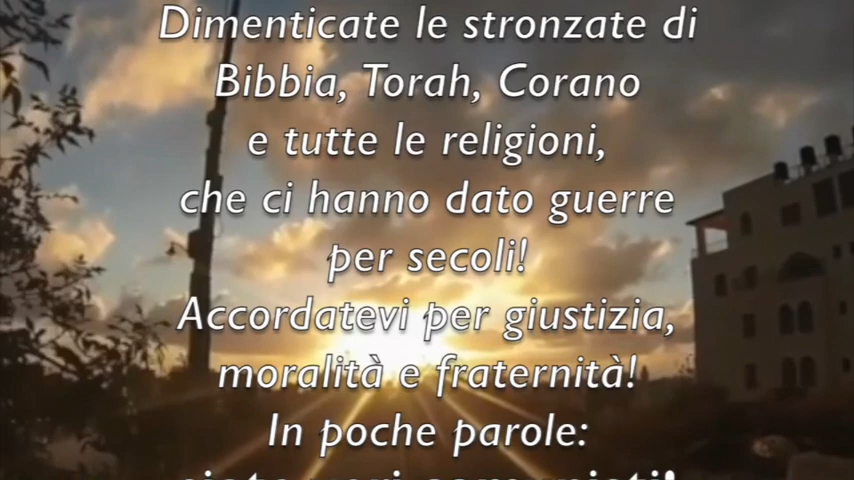 Dimenticate le stronzate di
Bibbia, Torah, Corano
e tutte le religioni,
che ci hanno dato guerre
per secoli!
Accordatevi per giustizia,
moralità e fraternità!
In poche parole: